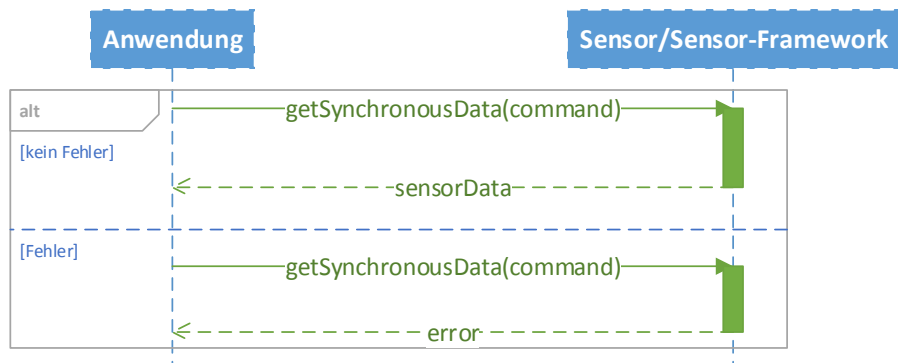 Anwendung
Sensor/Sensor-Framework
alt
getSynchronousData(command)
[kein Fehler]
sensorData
[Fehler]
getSynchronousData(command)
error